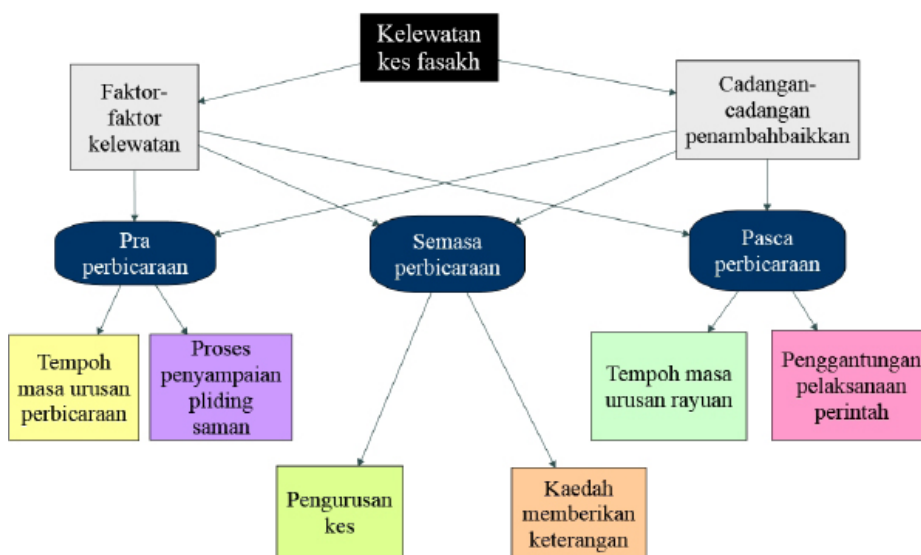 Kelewatan
kes fasakh
Faktor-
faktor
kelewatan
Cadangan-
cadangan
penambahbaikkan
Pra
perbicaraan
Semasa
perbicaraan
Pasca
perbicaraan
Tempoh
masa urusan
perbicaraan
Proses
penyampaian
pliding
saman
Tempoh masa
urusan rayuan
Penggantungan
pelaksanaan
perintah
Pengurusan
kes
Kaedah
memberikan
keterangan